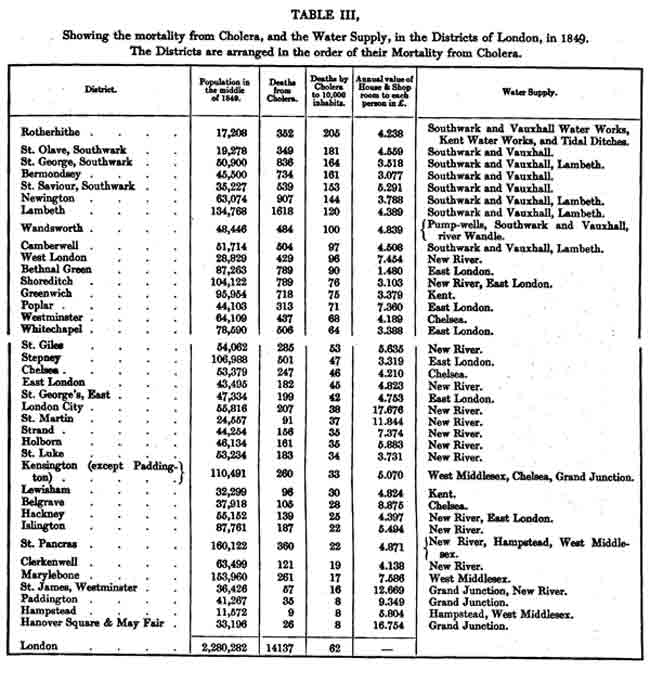 TABLE III,
Showing the mortality from Cholera, and the Water Supply, in the Districts of London, in 1849.
The Districts are arranged in the order of their Mortality from Cholera.
District. Population in the middle of 1849. Deaths from Cholera. Deaths by Cholera to 10,000 inhabits. Annual value of House & Shop room to each person in £. Water Supply.
Rotherhithe . . . . 17,208 352 205 4.238 Southwark and Vauxhall Water Works, Kent Water Works, and Tidal Ditches.
St. Olave, Southwark . . 19,278 349 181 4.559 Southwark and Vauxhall.
St. George, Southwark . . 50,900 836 164 3.518 Southwark and Vauxhall, Lambeth.
Bermondsey . . . . 45,500 734 161 3.077 Southwark and Vauxhall.
St. Saviour, Southwark . . 35,227 539 153 5.291 Southwark and Vauxhall.
Newington . . . . 63,074 907 144 3.788 Southwark and Vauxhall, Lambeth.
Lambeth . . . . 134,768 1618 120 4.389 Southwark and Vauxhall, Lambeth.
Wandsworth . . . . 48,446 484 100 4.839 Pump-wells, Southwark and Vauxhall, river Wandle.
Camberwell . . . . 51,714 504 97 4.508 Southwark and Vauxhall, Lambeth.
West London . . . . 28,829 429 96 7.454 New River.
Bethnal Green . . . . 87,263 789 90 1.480 East London.
Shoreditch . . . . 104,122 789 76 3.103 New River, East London.
Greenwich . . . . 95,954 718 75 3.379 Kent.
Poplar . . . . 44,103 313 71 7.360 East London.
Westminster . . . . 64,109 437 68 4.189 Chelsea.
Whitechapel . . . . 78,590 506 64 3.388 East London.
St. Giles . . . . 54,062 285 53 5.635 New River.
Stepney . . . . 106,988 501 47 3.319 East London.
Chelsea . . . . 53,379 247 46 4.210 Chelsea.
East London . . . . 43,495 182 45 4.823 New River.
St. George's, East . . . 47,334 199 42 4.753 East London.
London City . . . . 55,816 207 38 17.676 New River.
St. Martin . . . . 24,557 91 37 11.844 New River.
Strand . . . . 44,254 156 35 7.374 New River.
Holborn . . . . 46,134 161 35 5.883 New River.
St. Luke . . . . 53,234 183 34 3.731 New River.
Kensington (except Paddington) . . . . 110,491 260 33 5.070 West Middlesex, Chelsea, Grand Junction.
Lewisham . . . . 32,299 96 30 4.824 Kent.
Belgrave . . . . 37,918 105 28 8.875 Chelsea.
Hackney . . . . 55,152 139 25 4.397 New River, East London.
Islington . . . . 87,761 187 22 5.494 New River.
St. Pancras . . . . 160,122 360 22 4.871 New River, Hampstead, West Middlesex.
Clerkenwell . . . . 63,499 121 19 4.138 New River.
Marylebone . . . . 153,960 261 17 7.586 West Middlesex.
St. James, Westminster . . 36,426 57 16 12.669 Grand Junction, New River.
Paddington . . . . 41,267 35 8 9.349 Grand Junction.
Hampstead . . . . 11,572 9 8 5.804 Hampstead, West Middlesex.
Hanover Square & May Fair . 33,196 26 8 16.754 Grand Junction.
London . . . . 2,280,282 14137 62 —